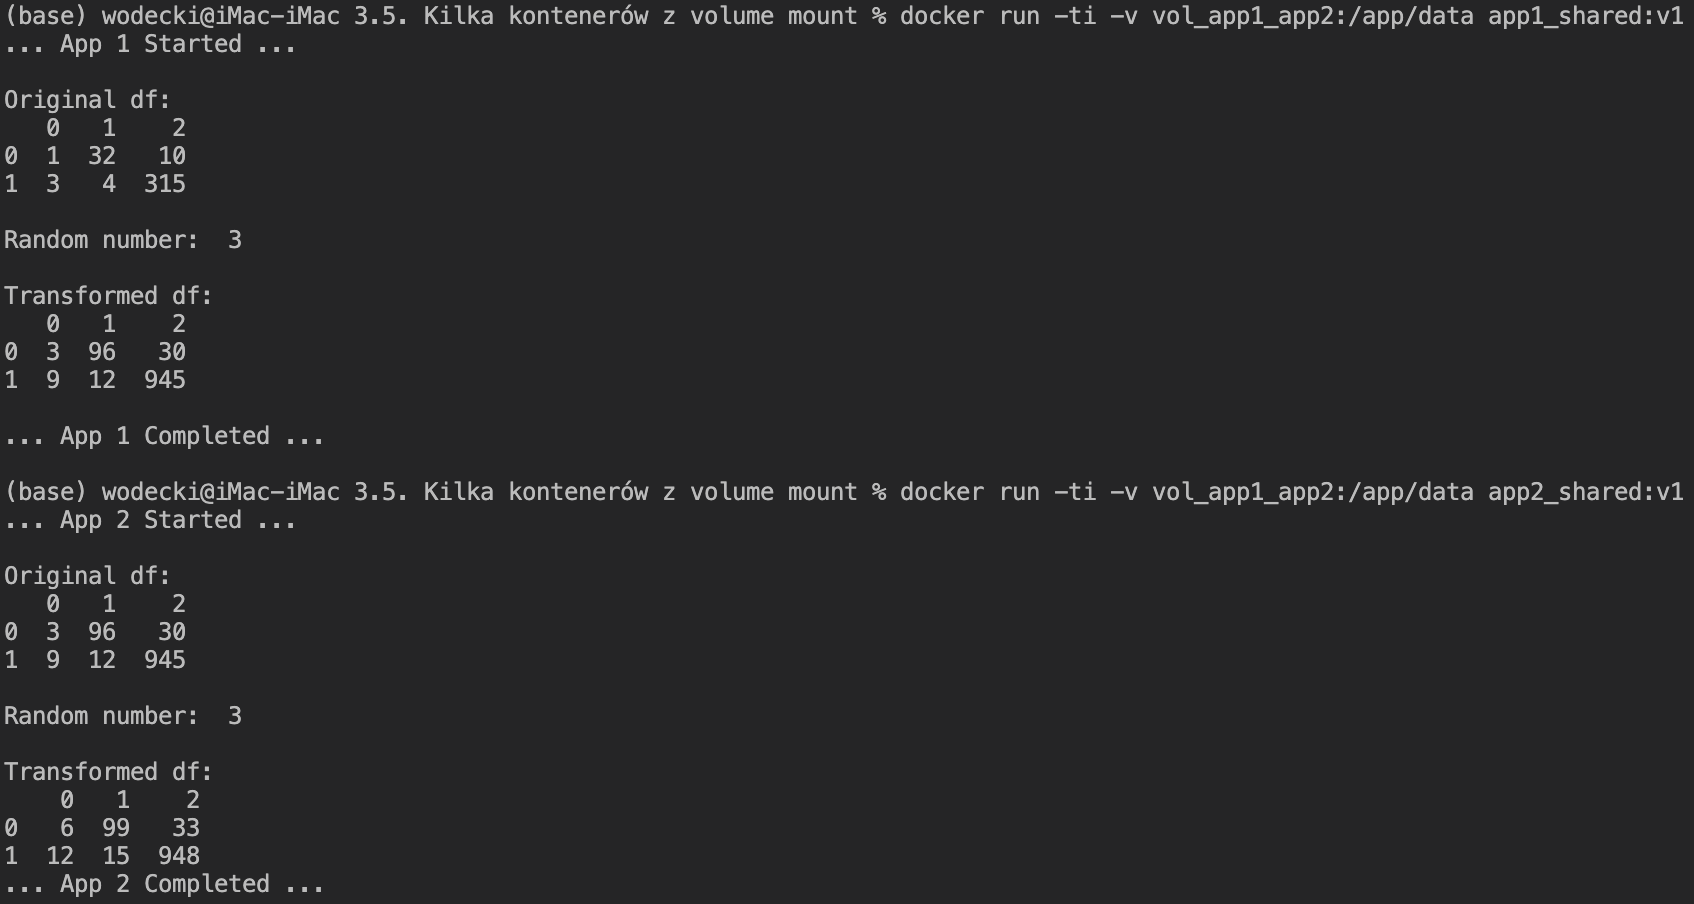 (base) wodecki@iMac-iMac 3.5. Kilka kontenerów z volume mount % docker run -ti -v vol_app1_app2:/app/data app1_shared:v1
... App 1 Started ...
Original df:
   0   1    2
0  1  32   10
1  3   4  315
Random number:  3
Transformed df:
   0   1    2
0  3  96   30
1  9  12  945
... App 1 Completed ...
(base) wodecki@iMac-iMac 3.5. Kilka kontenerów z volume mount % docker run -ti -v vol_app1_app2:/app/data app2_shared:v1
... App 2 Started ...
Original df:
   0   1    2
0  3  96   30
1  9  12  945
Random number:  3
Transformed df:
    0   1    2
0   6  99   33
1  12  15  948
... App 2 Completed ...